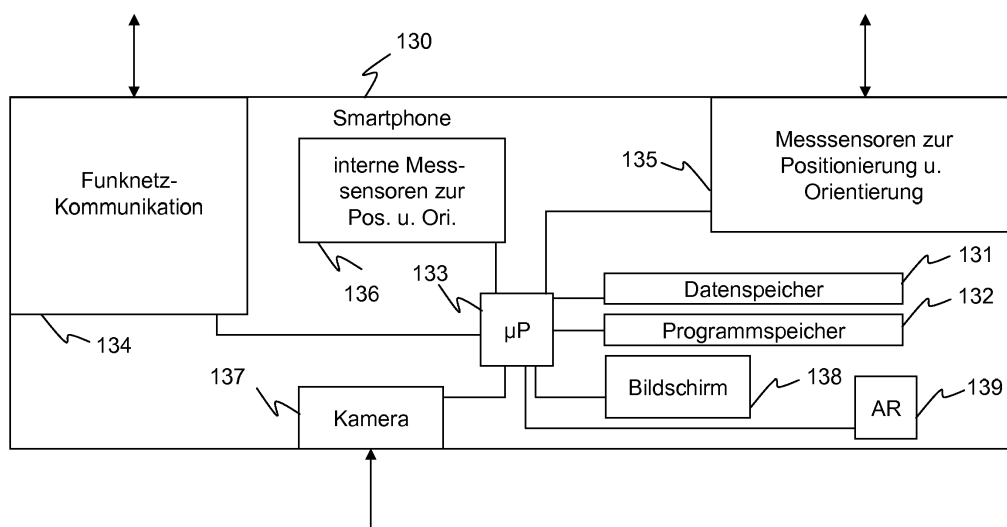 130
Smartphone
Funknetz-
Kommunikation
interne Mess-
sensoren zur
Pos. u. Ori.
135
Messsensoren zur
Positionierung u.
Orientierung
136
133
131
Datenspeicher
132
Programmspeicher
µP
134
137
Kamera
Bildschirm
138
AR
139